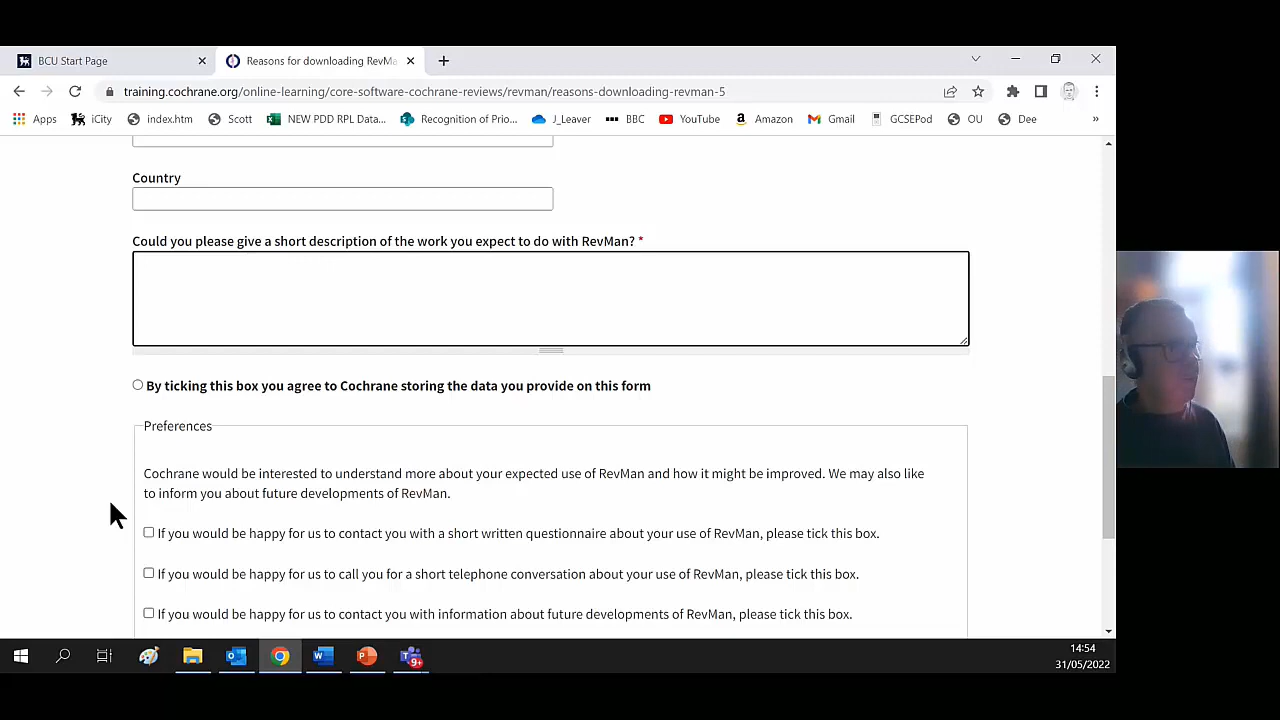 BCU Start Page
Reasons for downloading RevMa
training.cochrane.org/online-learning/core-software-cochrane-reviews/revman/reasons-downloading-revman-5
Apps iCity index.htm Scott NEW PDD RPL Data... Recognition of Prio... J_Leaver BBC YouTube Amazon Gmail GCSEPod OU Dee »
Country
Could you please give a short description of the work you expect to do with RevMan? *
By ticking this box you agree to Cochrane storing the data you provide on this form
Preferences
Cochrane would be interested to understand more about your expected use of RevMan and how it might be improved. We may also like
to inform you about future developments of RevMan.
If you would be happy for us to contact you with a short written questionnaire about your use of RevMan, please tick this box.
If you would be happy for us to call you for a short telephone conversation about your use of RevMan, please tick this box.
If you would be happy for us to contact you with information about future developments of RevMan, please tick this box.
9+
14:54
31/05/2022